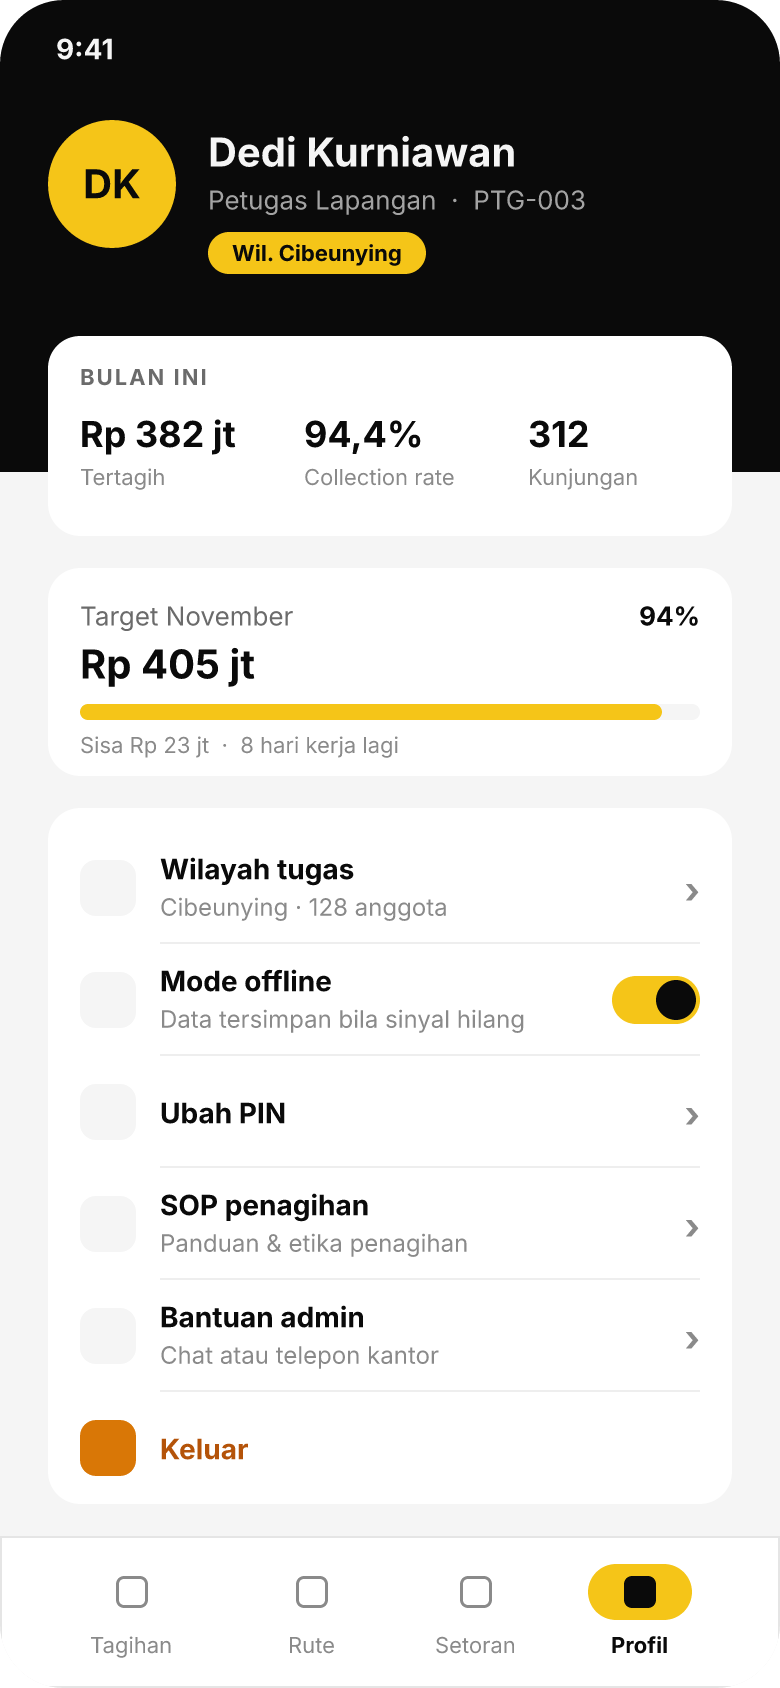 9:41
DK
Dedi Kurniawan
Petugas Lapangan · PTG-003
Wil. Cibeunying
BULAN INI
Rp 382 jt 94,4% 312
Tertagih Collection rate Kunjungan
Target November 94%
Rp 405 jt
Sisa Rp 23 jt · 8 hari kerja lagi
Wilayah tugas
Cibeunying · 128 anggota ›
Mode offline
Data tersimpan bila sinyal hilang
Ubah PIN ›
SOP penagihan
Panduan & etika penagihan ›
Bantuan admin
Chat atau telepon kantor ›
Keluar
Tagihan Rute Setoran Profil